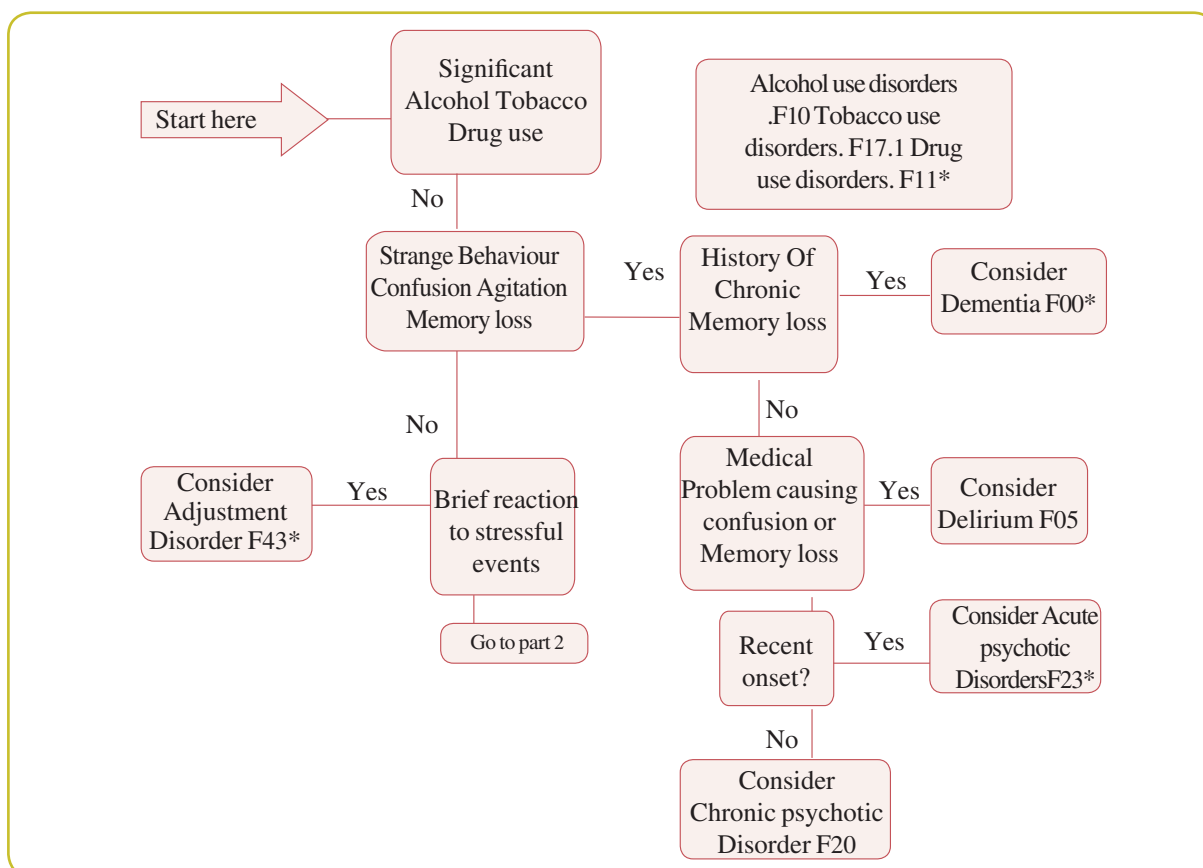 Start here
Significant
Alcohol Tobacco
Drug use
Alcohol use disorders
.F10 Tobacco use
disorders. F17.1 Drug
use disorders. F11*
No
Strange Behaviour
Confusion Agitation
Memory loss
Yes
History Of
Chronic
Memory loss
Yes
Consider
Dementia F00*
No
No
Consider
Adjustment
Disorder F43*
Yes
Brief reaction
to stressful
events
Medical
Problem causing
confusion or
Memory loss
Yes
Consider
Delirium F05
Go to part 2
Recent
onset?
Yes
Consider Acute
psychotic
DisordersF23*
No
Consider
Chronic psychotic
Disorder F20